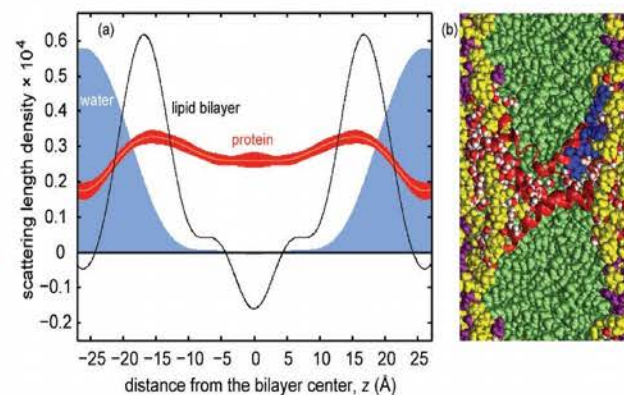 (a)
(b)
0.6
0.5
0.4
0.3
0.2
0.1
0
−0.1
−0.2
water
lipid bilayer
protein
scattering length density × 10⁻⁴
−25 −20 −15 −10 −5 0 5 10 15 20 25
distance from the bilayer center, z (Å)